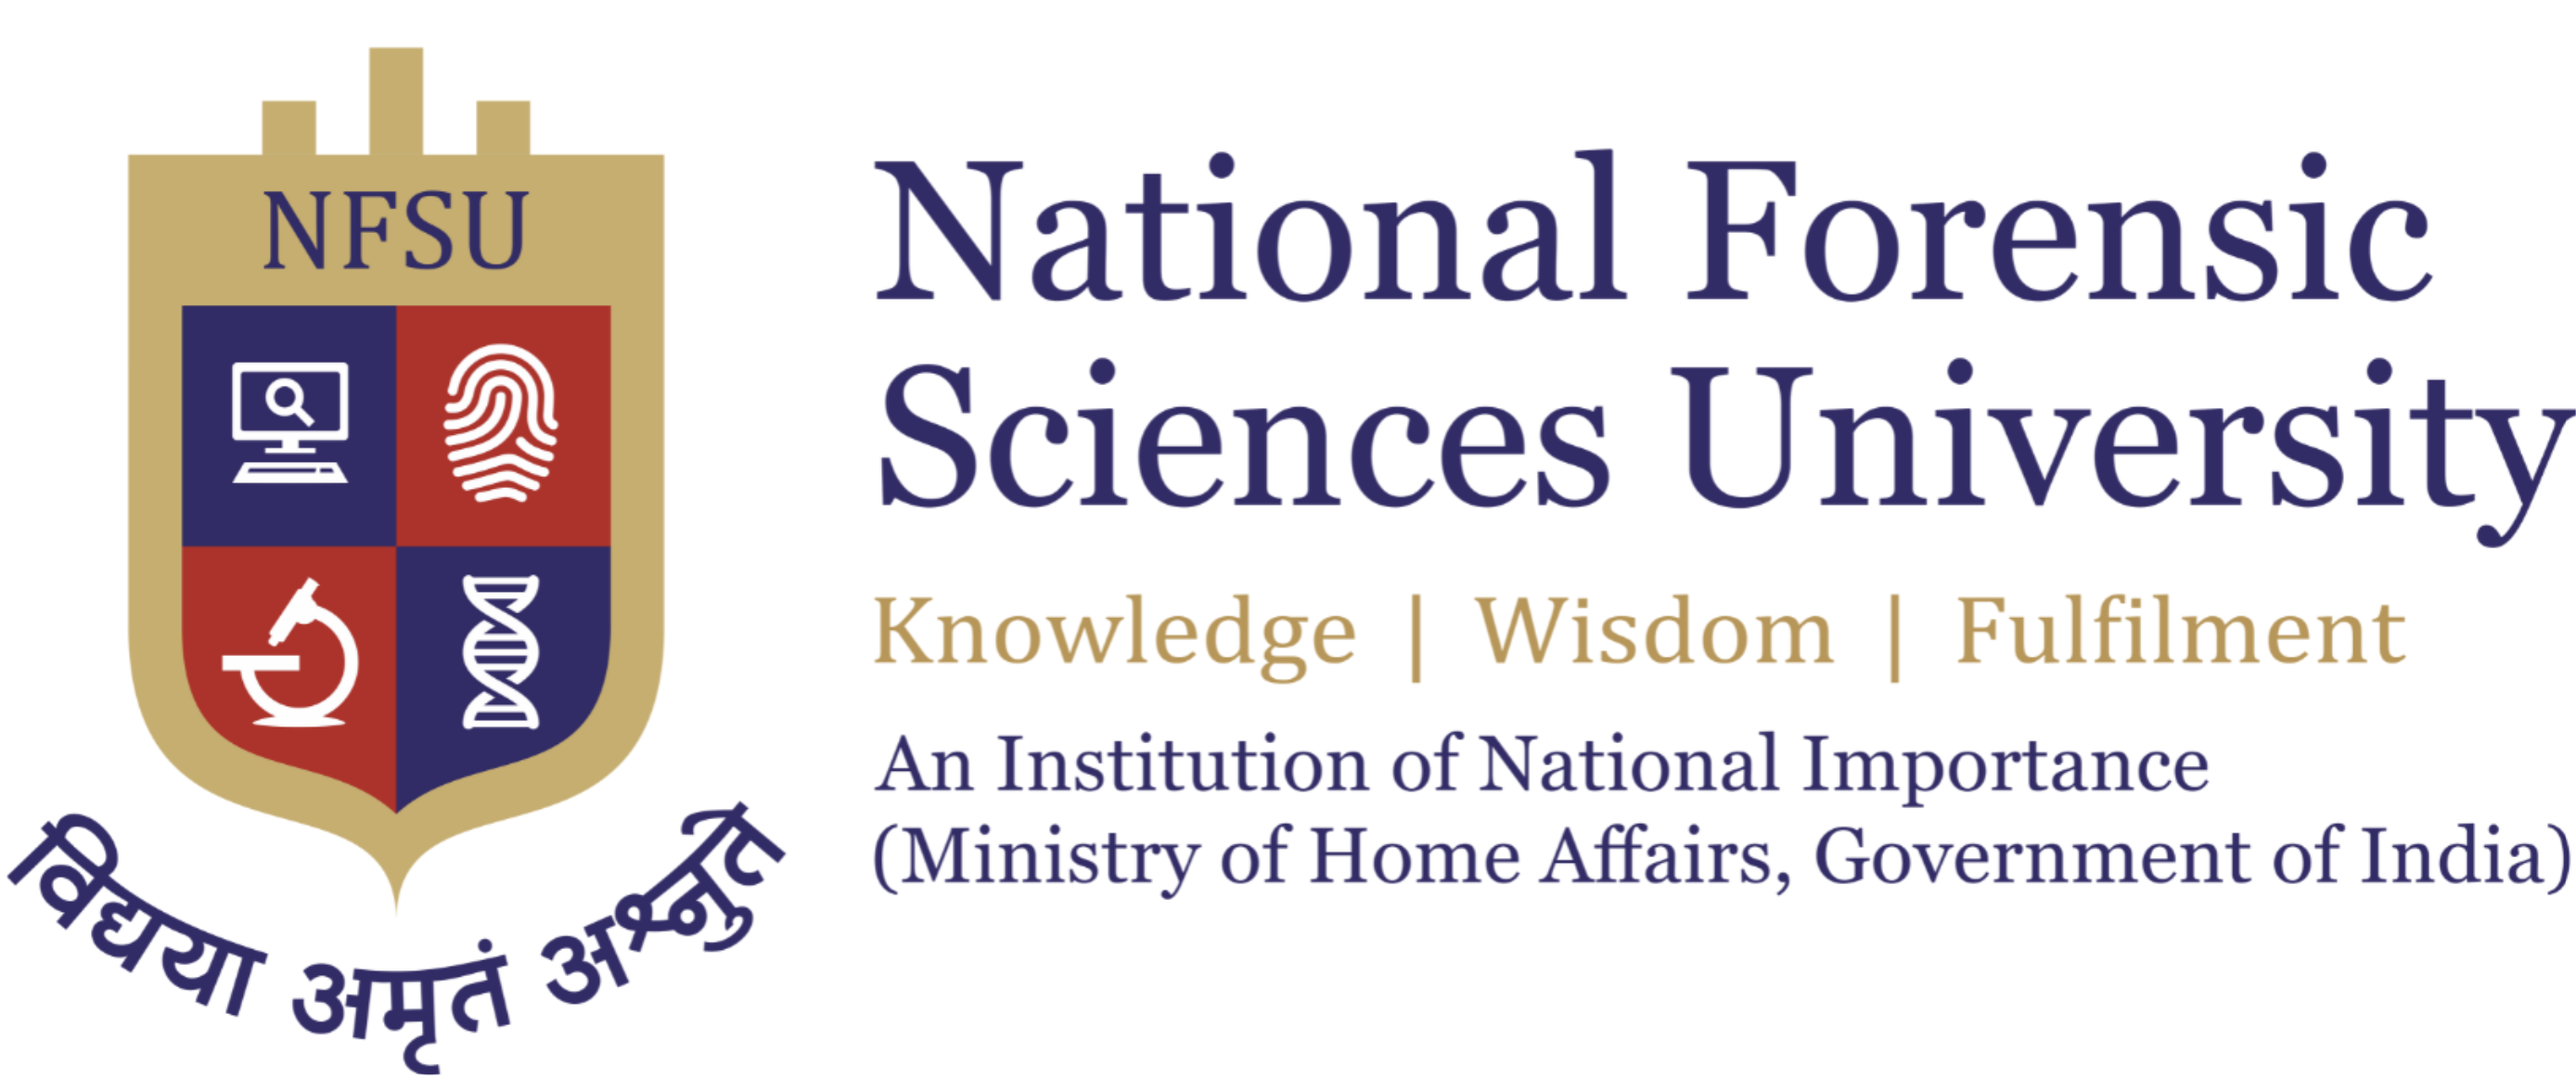 NFSU
विद्यया अमृतं अश्नुते
National Forensic
Sciences University
Knowledge | Wisdom | Fulfilment
An Institution of National Importance
(Ministry of Home Affairs, Government of India)